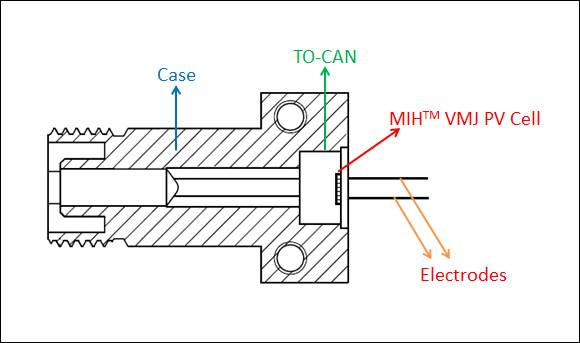 TO-CAN
Case
MIH™ VMJ PV Cell
Electrodes